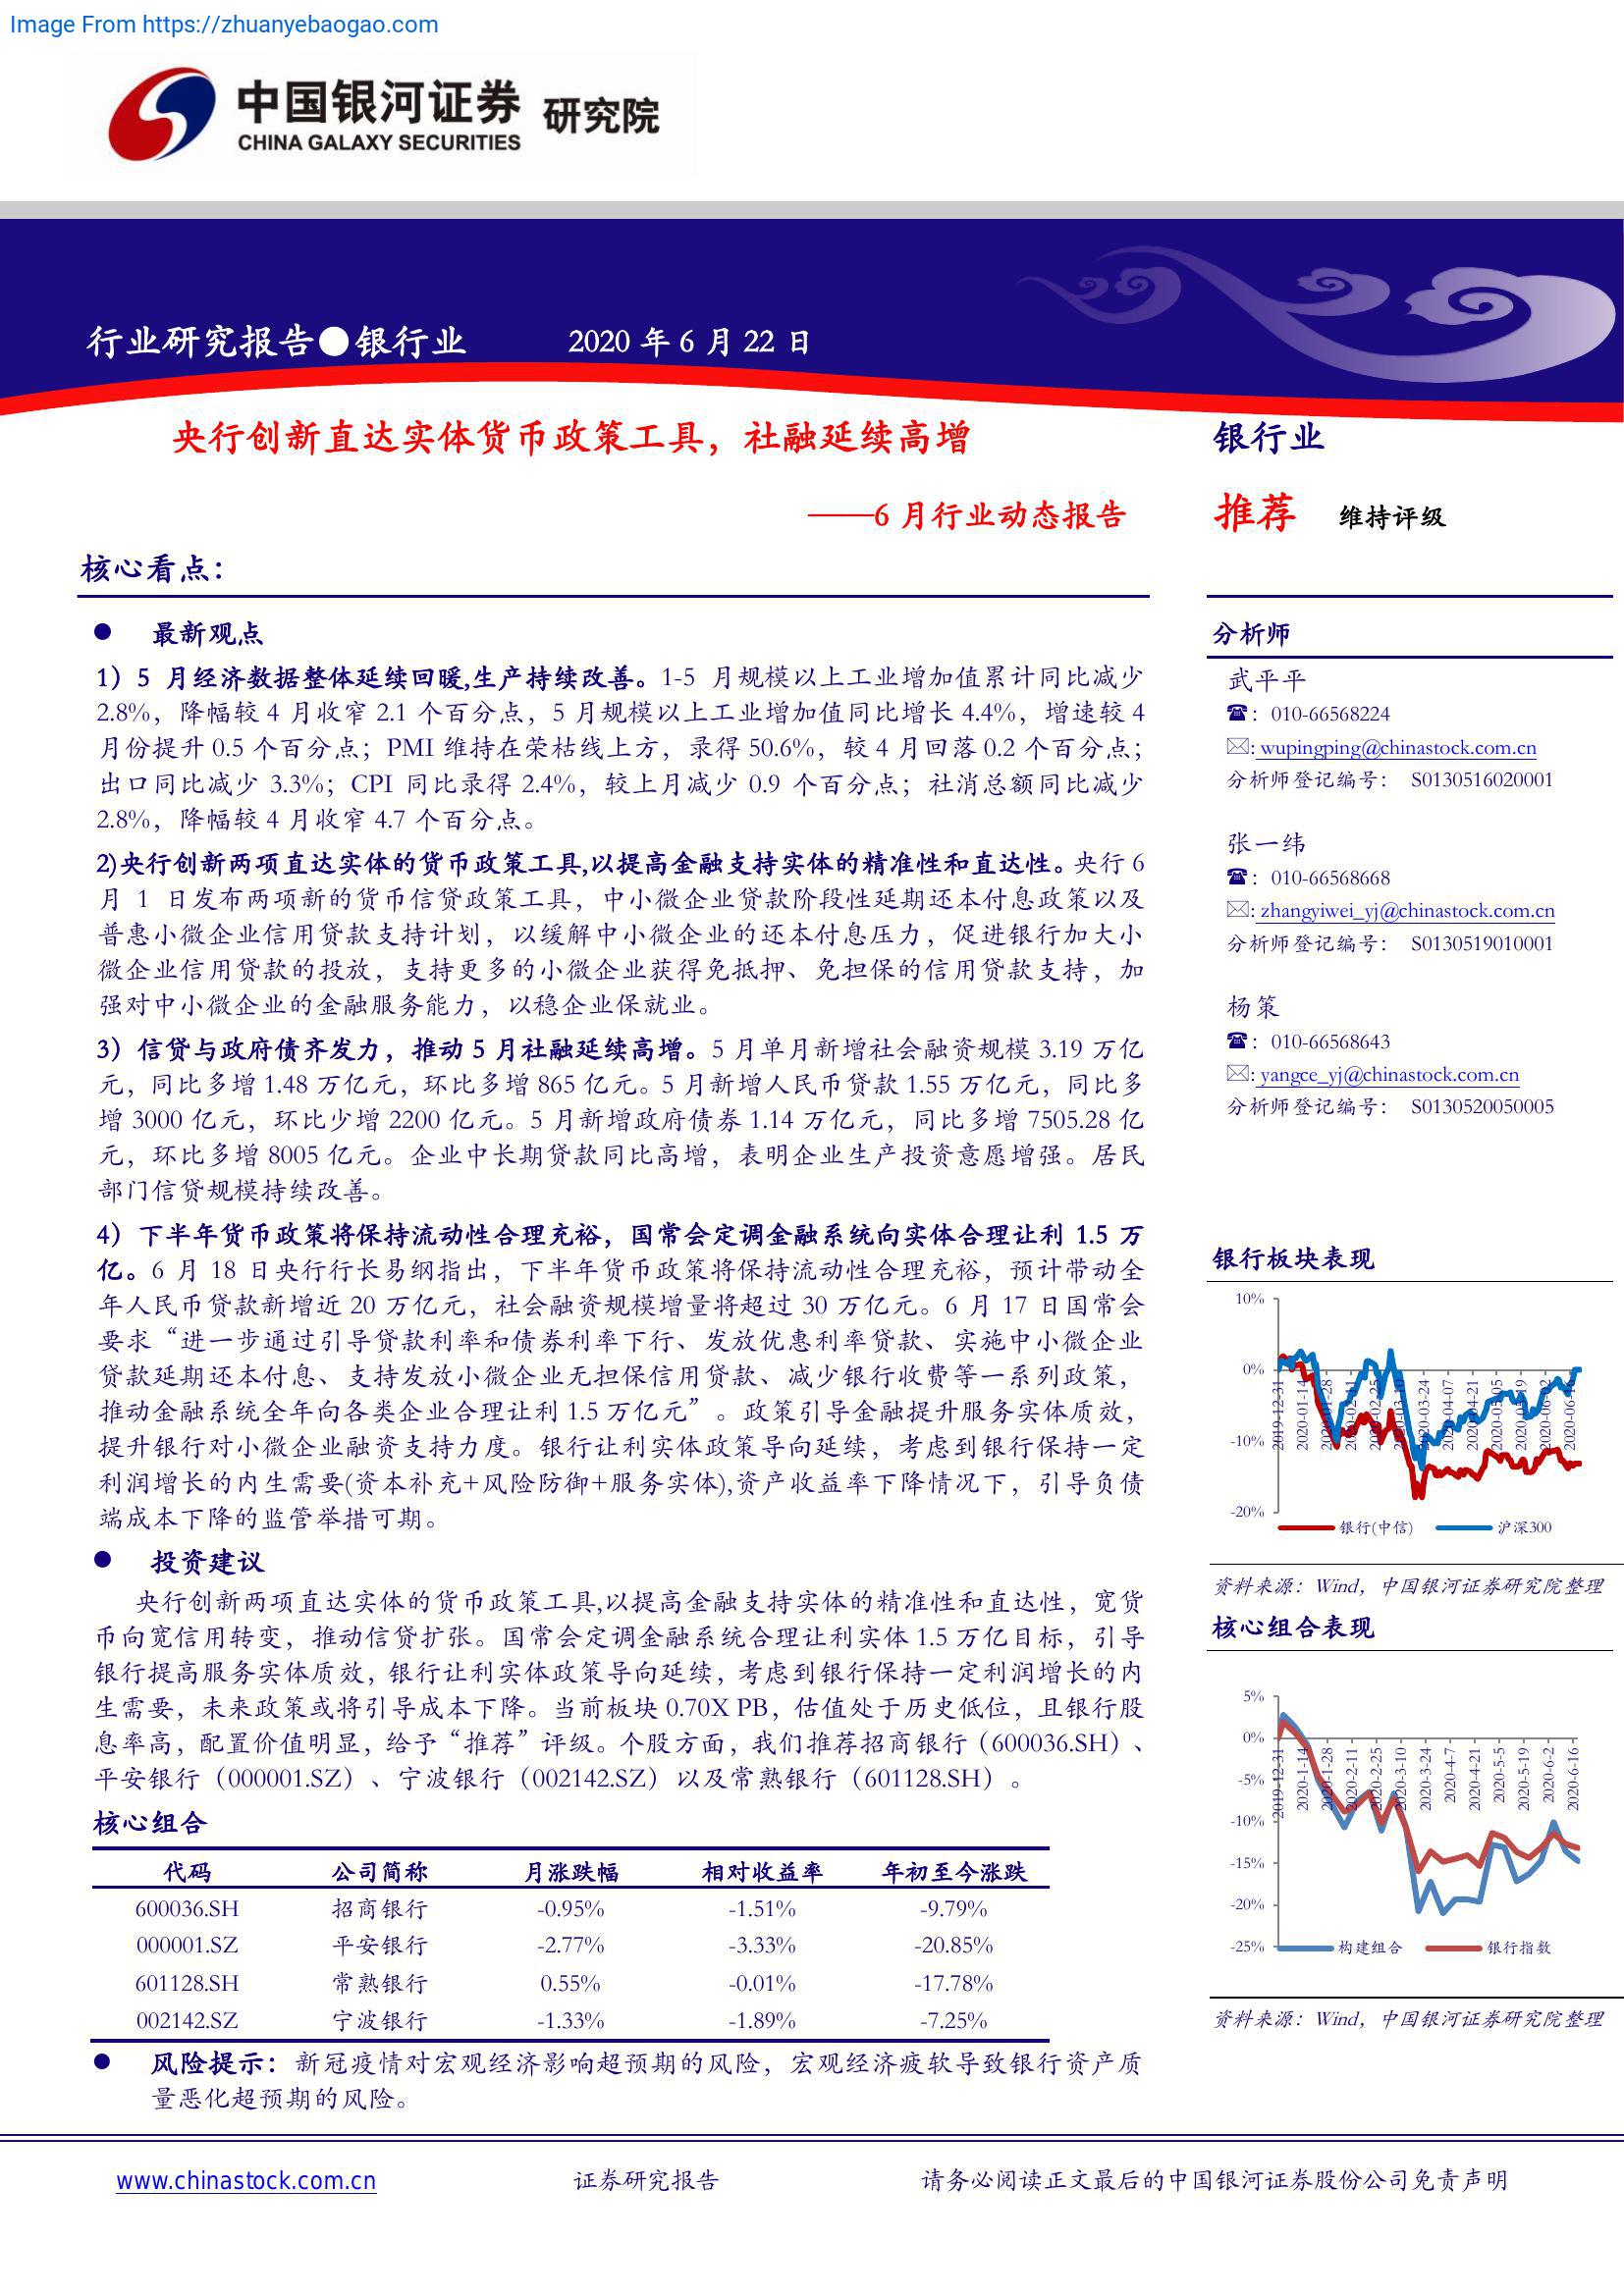 Image From https://zhuanyebaogao.com
中国银河证券 研究院
CHINA GALAXY SECURITIES
行业研究报告●银行业 2020 年 6 月 22 日
央行创新直达实体货币政策工具，社融延续高增
——6 月行业动态报告
核心看点：
● 最新观点
1）5 月经济数据整体延续回暖,生产持续改善。1-5 月规模以上工业增加值累计同比减少
2.8%，降幅较 4 月收窄 2.1 个百分点，5 月规模以上工业增加值同比增长 4.4%，增速较 4
月份提升 0.5 个百分点；PMI 维持在荣枯线上方，录得 50.6%，较 4 月回落 0.2 个百分点；
出口同比减少 3.3%；CPI 同比录得 2.4%，较上月减少 0.9 个百分点；社消总额同比减少
2.8%，降幅较 4 月收窄 4.7 个百分点。
2)央行创新两项直达实体的货币政策工具,以提高金融支持实体的精准性和直达性。央行 6
月 1 日发布两项新的货币信贷政策工具，中小微企业贷款阶段性延期还本付息政策以及
普惠小微企业信用贷款支持计划，以缓解中小微企业的还本付息压力，促进银行加大小
微企业信用贷款的投放，支持更多的小微企业获得免抵押、免担保的信用贷款支持，加
强对中小微企业的金融服务能力，以稳企业保就业。
3）信贷与政府债齐发力，推动 5 月社融延续高增。5 月单月新增社会融资规模 3.19 万亿
元，同比多增 1.48 万亿元，环比多增 865 亿元。5 月新增人民币贷款 1.55 万亿元，同比多
增 3000 亿元，环比少增 2200 亿元。5 月新增政府债券 1.14 万亿元，同比多增 7505.28 亿
元，环比多增 8005 亿元。企业中长期贷款同比高增，表明企业生产投资意愿增强。居民
部门信贷规模持续改善。
4）下半年货币政策将保持流动性合理充裕，国常会定调金融系统向实体合理让利 1.5 万
亿。6 月 18 日央行行长易纲指出，下半年货币政策将保持流动性合理充裕，预计带动全
年人民币贷款新增近 20 万亿元，社会融资规模增量将超过 30 万亿元。6 月 17 日国常会
要求“进一步通过引导贷款利率和债券利率下行、发放优惠利率贷款、实施中小微企业
贷款延期还本付息、支持发放小微企业无担保信用贷款、减少银行收费等一系列政策，
推动金融系统全年向各类企业合理让利 1.5 万亿元”。政策引导金融提升服务实体质效，
提升银行对小微企业融资支持力度。银行让利实体政策导向延续，考虑到银行保持一定
利润增长的内生需要(资本补充+风险防御+服务实体),资产收益率下降情况下，引导负债
端成本下降的监管举措可期。
● 投资建议
央行创新两项直达实体的货币政策工具,以提高金融支持实体的精准性和直达性，宽货
币向宽信用转变，推动信贷扩张。国常会定调金融系统合理让利实体 1.5 万亿目标，引导
银行提高服务实体质效，银行让利实体政策导向延续，考虑到银行保持一定利润增长的内
生需要，未来政策或将引导成本下降。当前板块 0.70X PB，估值处于历史低位，且银行股
息率高，配置价值明显，给予“推荐”评级。个股方面，我们推荐招商银行（600036.SH）、
平安银行（000001.SZ）、宁波银行（002142.SZ）以及常熟银行（601128.SH）。
核心组合
代码 公司简称 月涨跌幅 相对收益率 年初至今涨跌
600036.SH 招商银行 -0.95% -1.51% -9.79%
000001.SZ 平安银行 -2.77% -3.33% -20.85%
601128.SH 常熟银行 0.55% -0.01% -17.78%
002142.SZ 宁波银行 -1.33% -1.89% -7.25%
● 风险提示：新冠疫情对宏观经济影响超预期的风险，宏观经济疲软导致银行资产质
量恶化超预期的风险。
银行业
推荐 维持评级
分析师
武平平
☎：010-66568224
✉: wupingping@chinastock.com.cn
分析师登记编号： S0130516020001
张一纬
☎：010-66568668
✉: zhangyiwei_yj@chinastock.com.cn
分析师登记编号： S0130519010001
杨策
☎：010-66568643
✉: yangce_yj@chinastock.com.cn
分析师登记编号： S0130520050005
银行板块表现
10%
0%
-10%
-20%
2019-12-31
2020-01-14
2020-01-28
2020-02-11
2020-02-25
2020-03-10
2020-03-24
2020-04-07
2020-04-21
2020-05-05
2020-05-19
2020-06-02
2020-06-16
银行(中信) 沪深300
资料来源：Wind，中国银河证券研究院整理
核心组合表现
5%
0%
-5%
-10%
-15%
-20%
-25%
2019-12-31
2020-1-14
2020-1-28
2020-2-11
2020-2-25
2020-3-10
2020-3-24
2020-4-7
2020-4-21
2020-5-5
2020-5-19
2020-6-2
2020-6-16
构建组合 银行指数
资料来源：Wind，中国银河证券研究院整理
www.chinastock.com.cn 证券研究报告 请务必阅读正文最后的中国银河证券股份公司免责声明